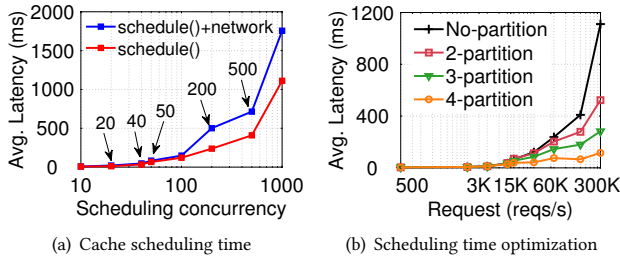 Avg. Latency (ms)
2000
1500
1000
500
0
schedule()+network
schedule()
20
40
50
200
500
10
100
1000
Scheduling concurrency
(a) Cache scheduling time
Avg. Latency (ms)
1200
800
400
0
No-partition
2-partition
3-partition
4-partition
500
3K
15K
60K
300K
Request (reqs/s)
(b) Scheduling time optimization